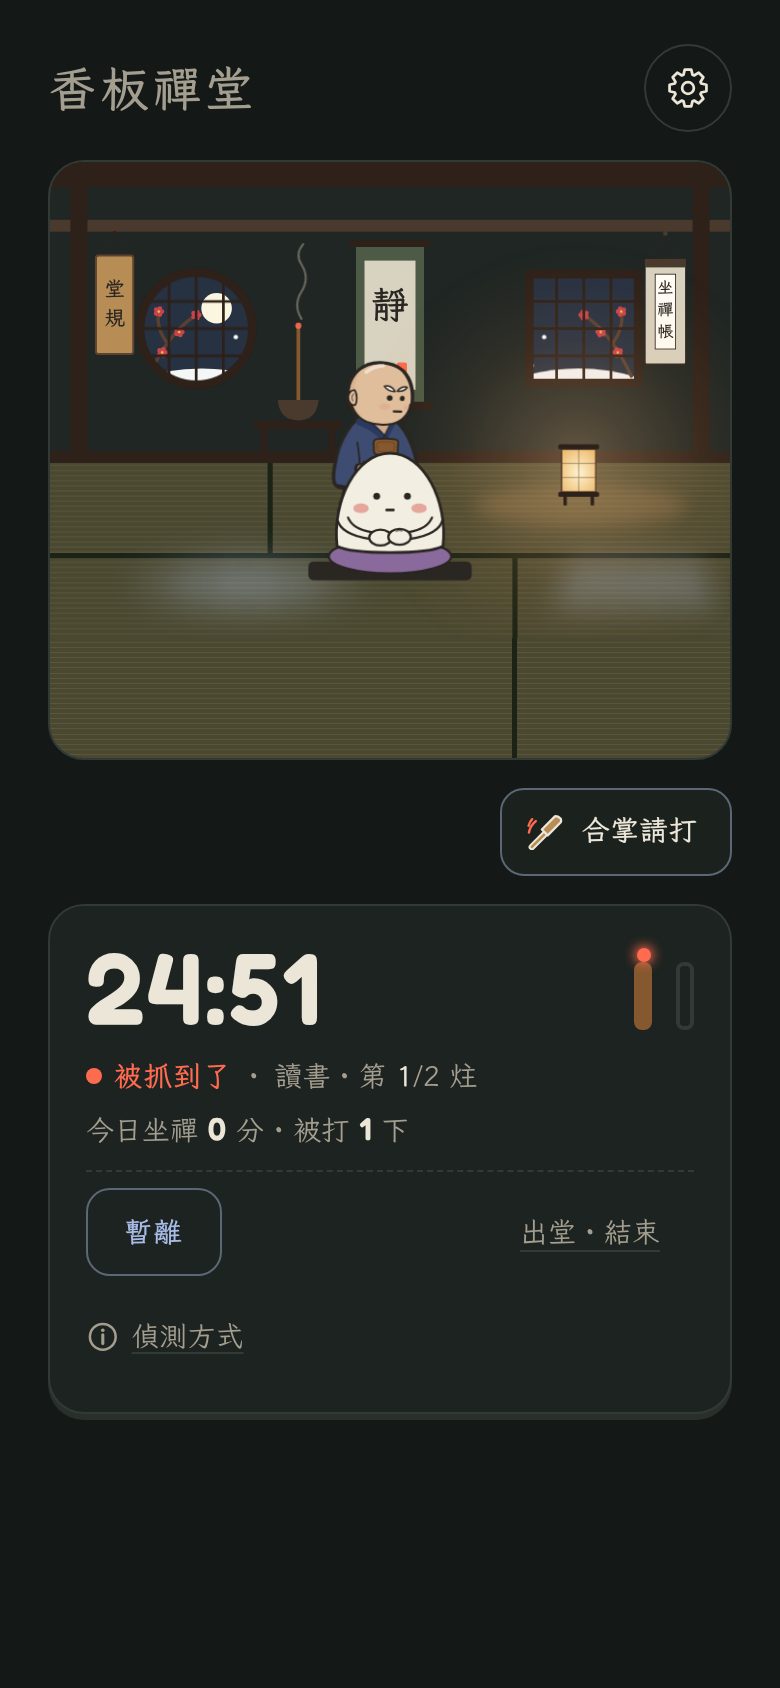 香板禪堂
堂規
靜
坐禪帳
合掌請打
24:51
被抓到了 · 讀書 · 第 1/2 炷
今日坐禪 0 分 · 被打 1 下
暫離
出堂 · 結束
偵測方式